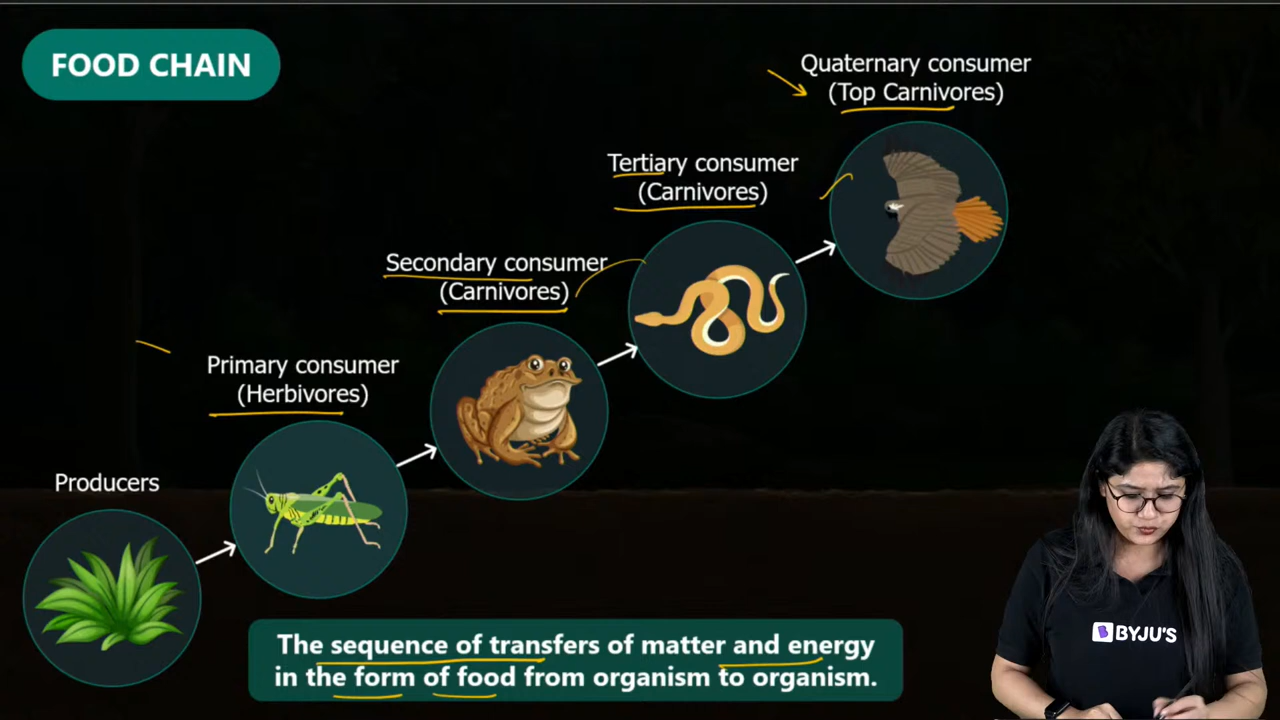 FOOD CHAIN
Quaternary consumer
(Top Carnivores)
Tertiary consumer
(Carnivores)
Secondary consumer
(Carnivores)
Primary consumer
(Herbivores)
Producers
The sequence of transfers of matter and energy
in the form of food from organism to organism.
BYJU'S